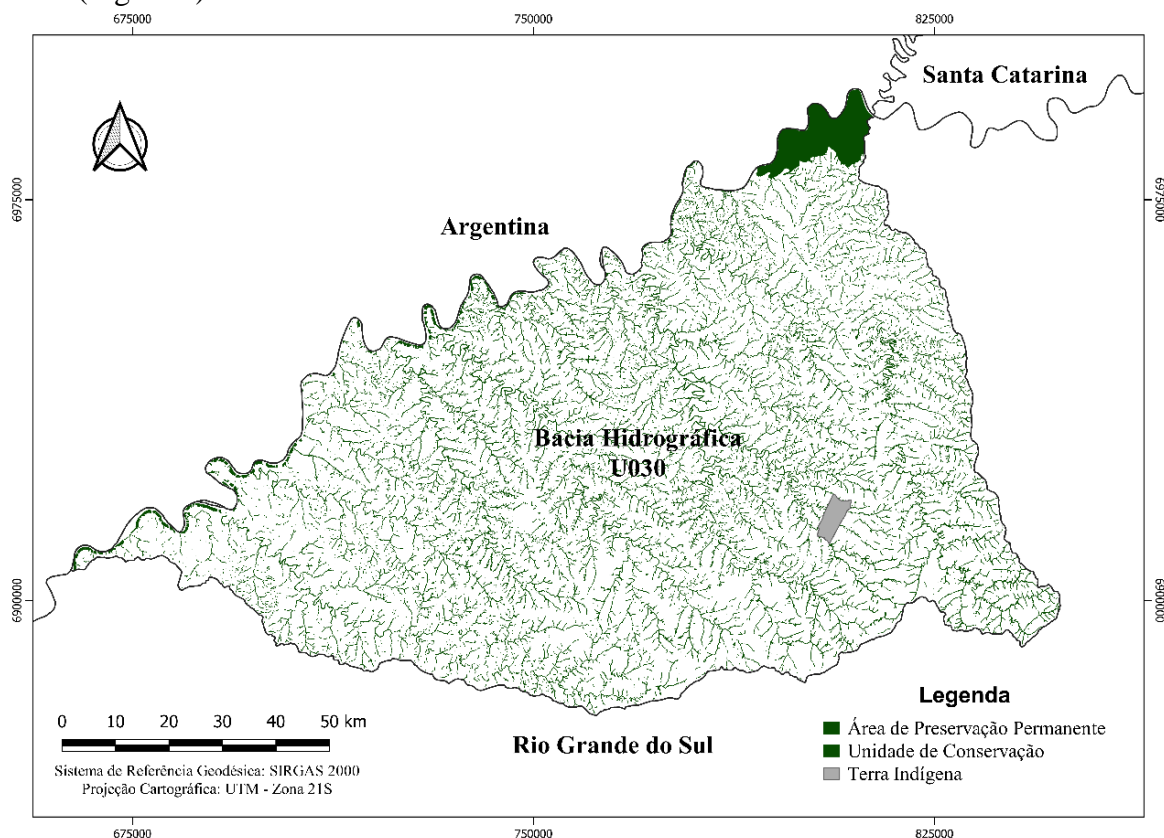 675000
750000
825000
Santa Catarina
6975000
6975000
Argentina
Bacia Hidrográfica
U030
6900000
6900000
Legenda
0 10 20 30 40 50 km
Área de Preservação Permanente
Rio Grande do Sul
Unidade de Conservação
Sistema de Referência Geodésica: SIRGAS 2000
Terra Indígena
Projeção Cartográfica: UTM - Zona 21S
675000
750000
825000